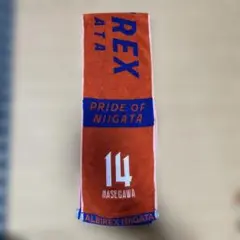 REX
ATA
PRIDE OF
NIIGATA
14
HASEGAWA
ALBIREX NIIGATA